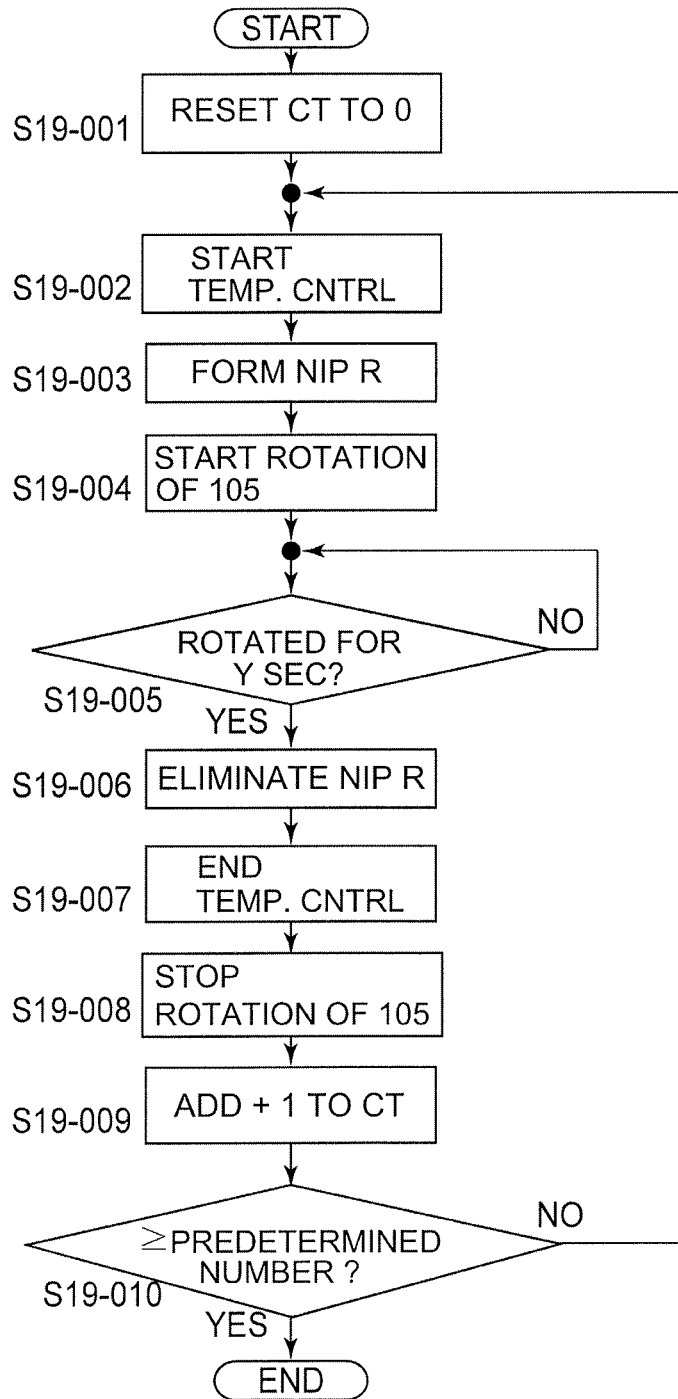 START
S19-001
RESET CT TO 0
S19-002
START
TEMP. CNTRL
S19-003
FORM NIP R
S19-004
START ROTATION
OF 105
ROTATED FOR
Y SEC?
NO
S19-005
YES
S19-006
ELIMINATE NIP R
S19-007
END
TEMP. CNTRL
S19-008
STOP
ROTATION OF 105
S19-009
ADD + 1 TO CT
≥PREDETERMINED
NUMBER ?
NO
S19-010
YES
END